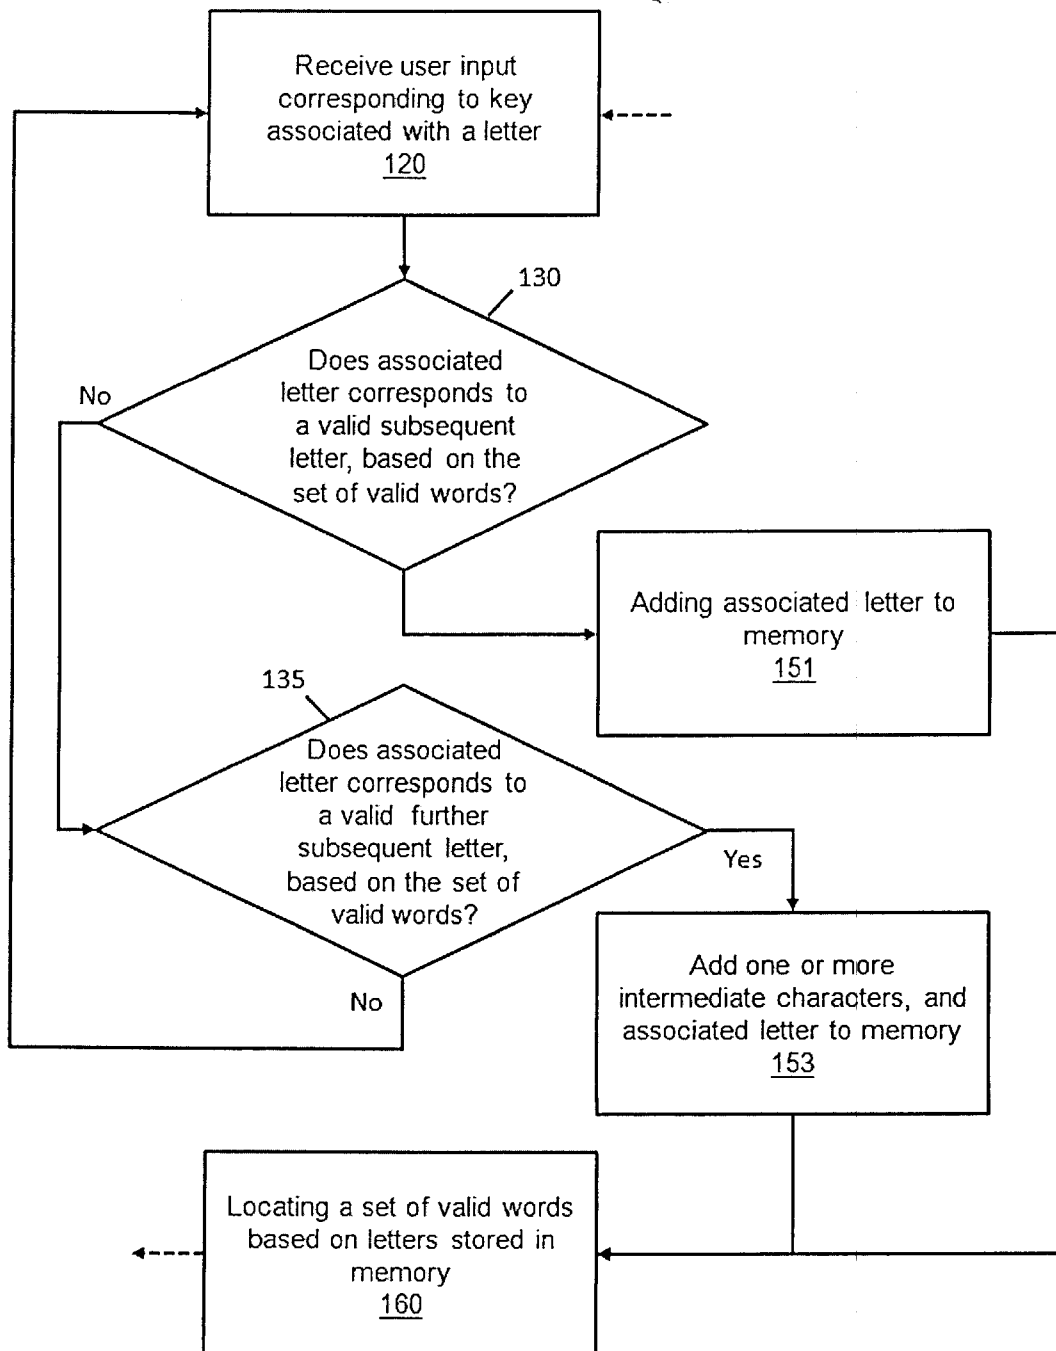 Receive user input
corresponding to key
associated with a letter
120
130
Does associated
letter corresponds to
a valid subsequent
letter, based on the
set of valid words?
No
Adding associated letter to
memory
151
135
Does associated
letter corresponds to
a valid further
subsequent letter,
based on the set of
valid words?
Yes
No
Add one or more
intermediate characters, and
associated letter to memory
153
Locating a set of valid words
based on letters stored in
memory
160